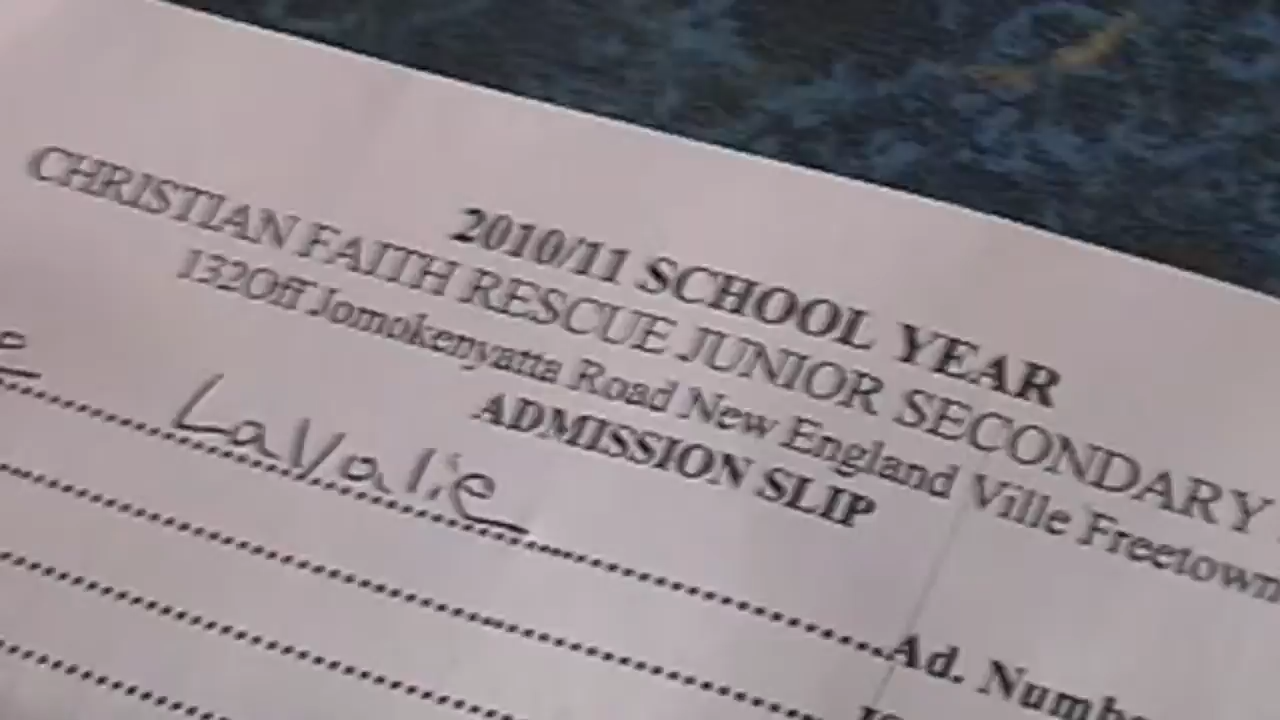 2010/11 SCHOOL YEAR
CHRISTIAN FAITH RESCUE JUNIOR SECONDARY
132Off Jomokenyatta Road New England Ville Freetown
ADMISSION SLIP
Lavalie
Ad. Numb